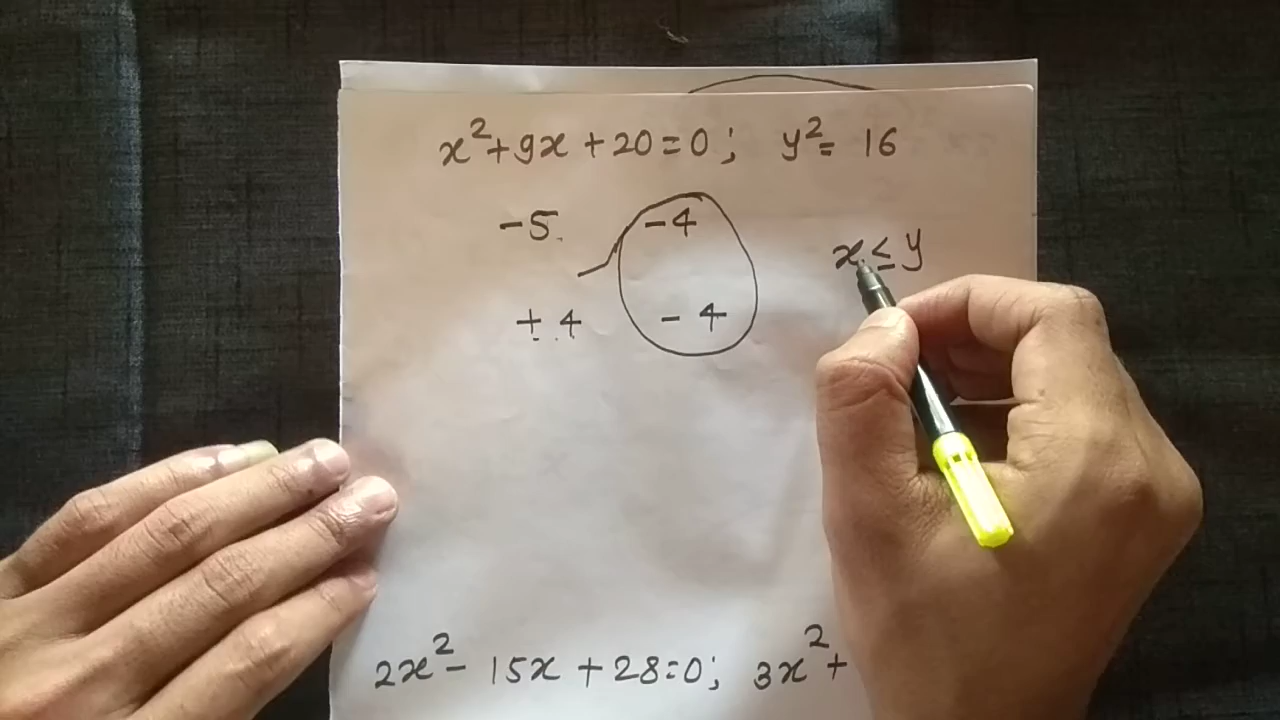 x²+9x+20=0; y²= 16
-5 -4
x≤y
+4 -4
2x²- 15x +28=0; 3x²+